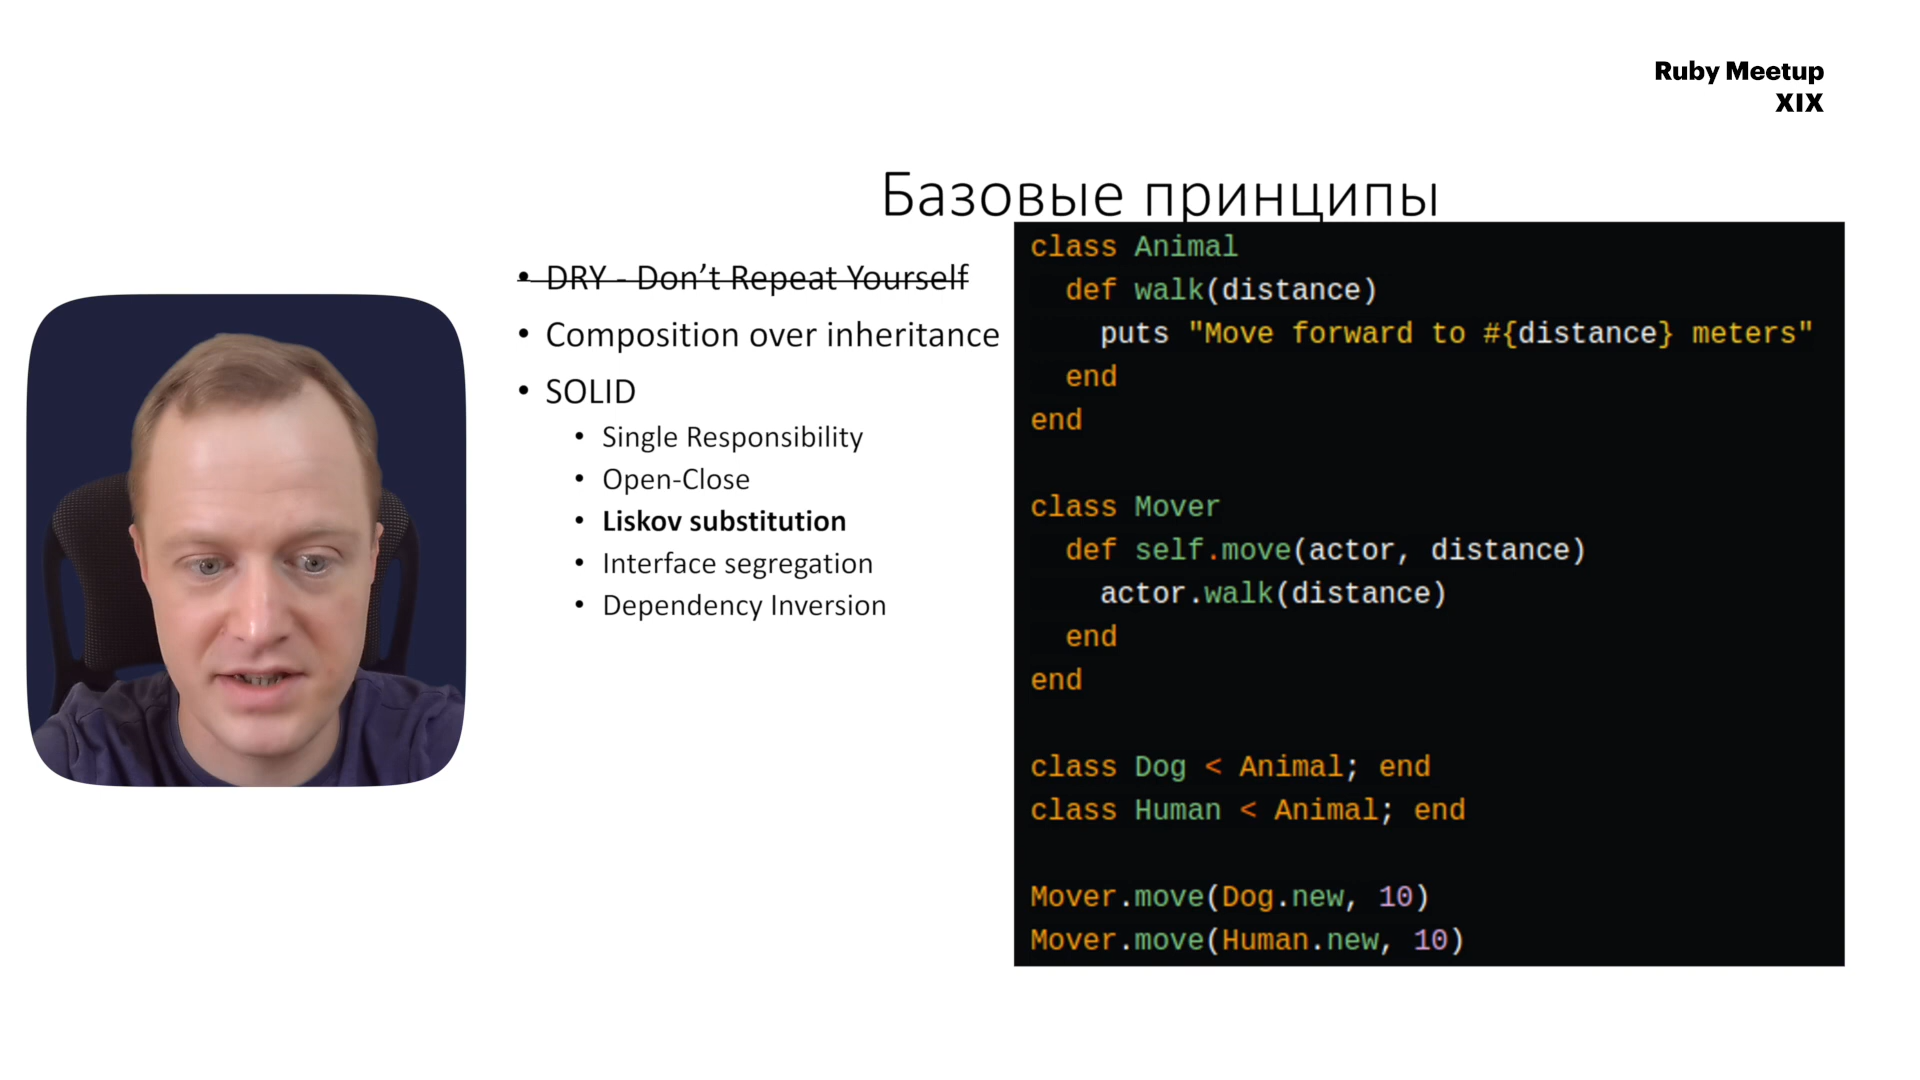 Ruby Meetup
XIX
Базовые принципы
• DRY - Don’t Repeat Yourself
• Composition over inheritance
• SOLID
• Single Responsibility
• Open-Close
• Liskov substitution
• Interface segregation
• Dependency Inversion
class Animal
  def walk(distance)
    puts "Move forward to #{distance} meters"
  end
end
class Mover
  def self.move(actor, distance)
    actor.walk(distance)
  end
end
class Dog < Animal; end
class Human < Animal; end
Mover.move(Dog.new, 10)
Mover.move(Human.new, 10)